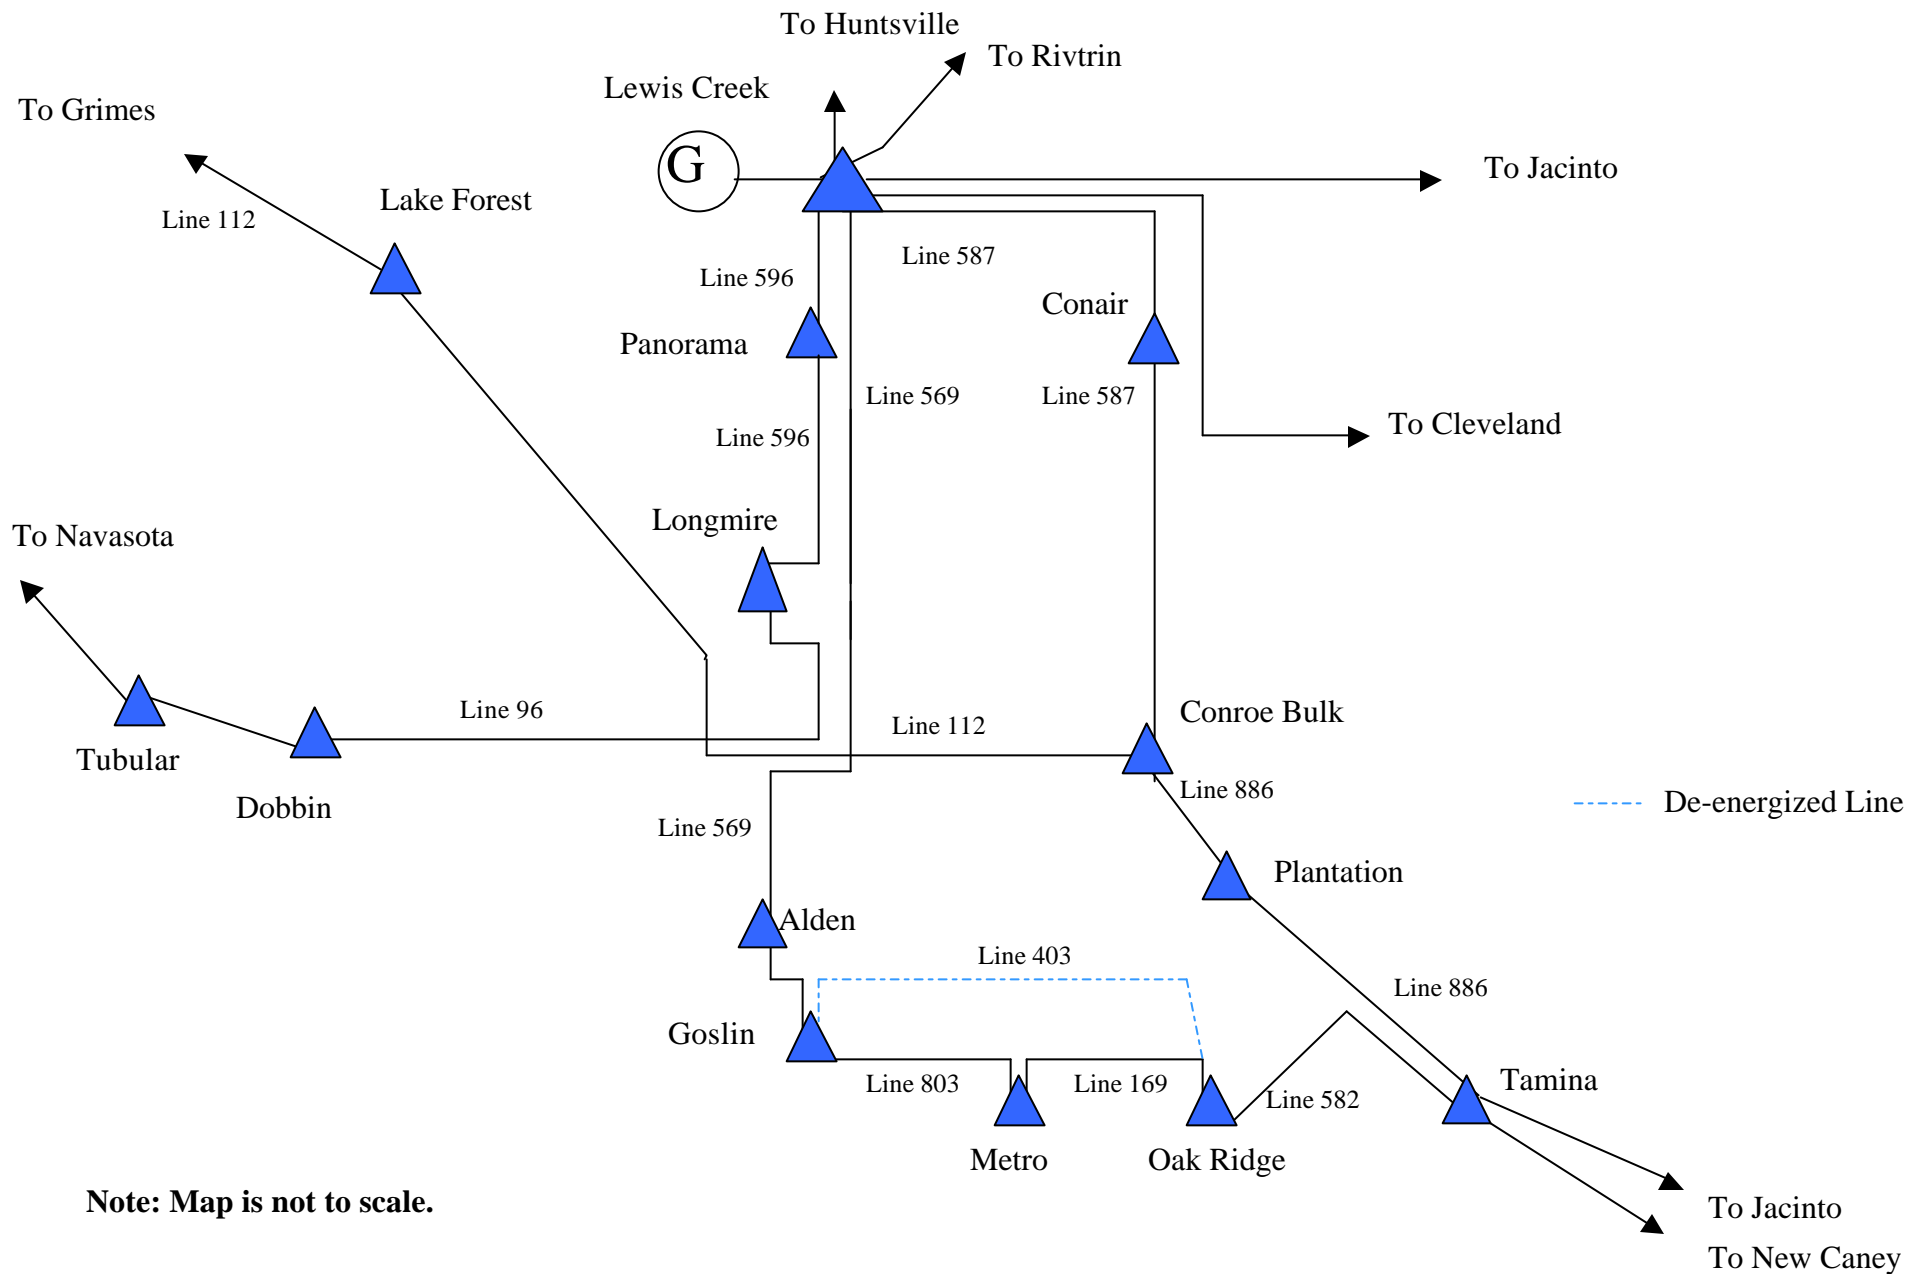 To Huntsville
To Rivtrin
Lewis Creek
To Grimes
G
To Jacinto
Lake Forest
Line 112
Line 587
Line 596
Conair
Panorama
Line 569
Line 587
To Cleveland
Line 596
Longmire
To Navasota
Line 96
Conroe Bulk
Line 112
Tubular
Line 886
Dobbin
De-energized Line
Line 569
Plantation
Alden
Line 403
Line 886
Goslin
Line 803
Line 169
Line 582
Tamina
Metro
Oak Ridge
Note: Map is not to scale.
To Jacinto
To New Caney